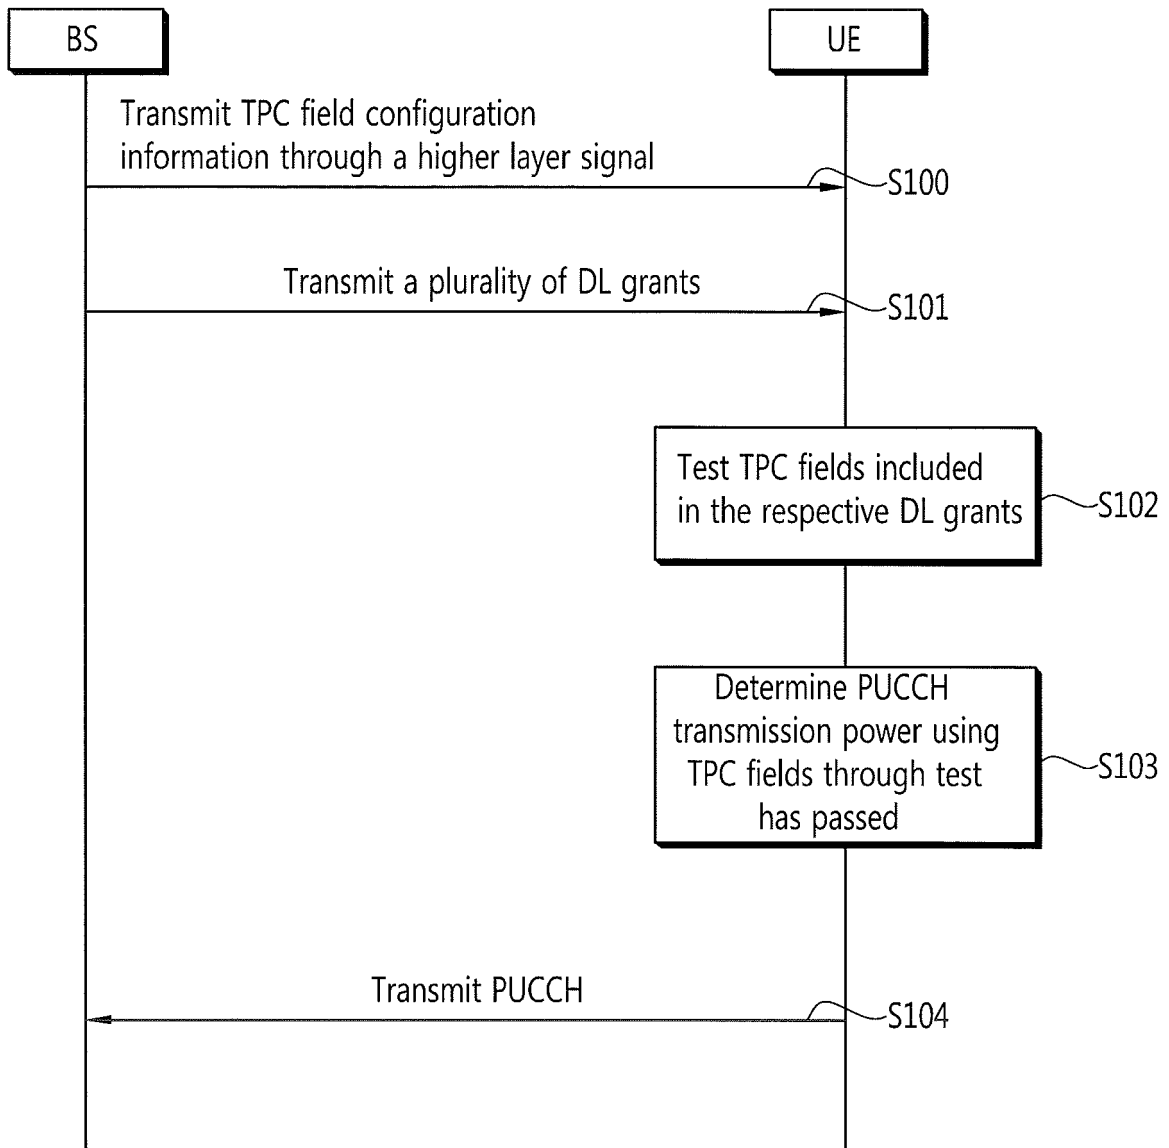 BS
UE
Transmit TPC field configuration
information through a higher layer signal
S100
Transmit a plurality of DL grants
S101
Test TPC fields included
in the respective DL grants
S102
Determine PUCCH
transmission power using
TPC fields through test
has passed
S103
Transmit PUCCH
S104